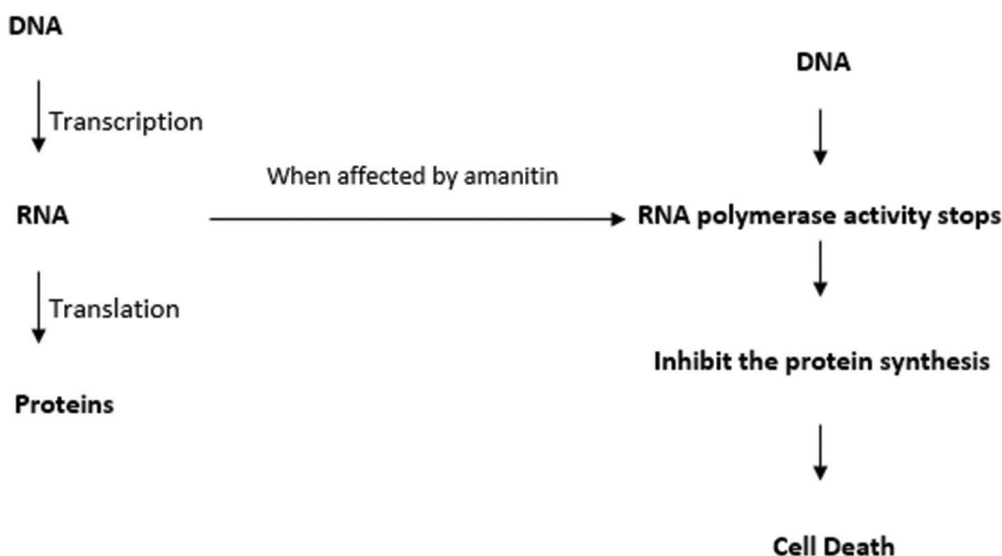 DNA
Transcription
RNA
Translation
Proteins
When affected by amanitin
DNA
RNA polymerase activity stops
Inhibit the protein synthesis
Cell Death